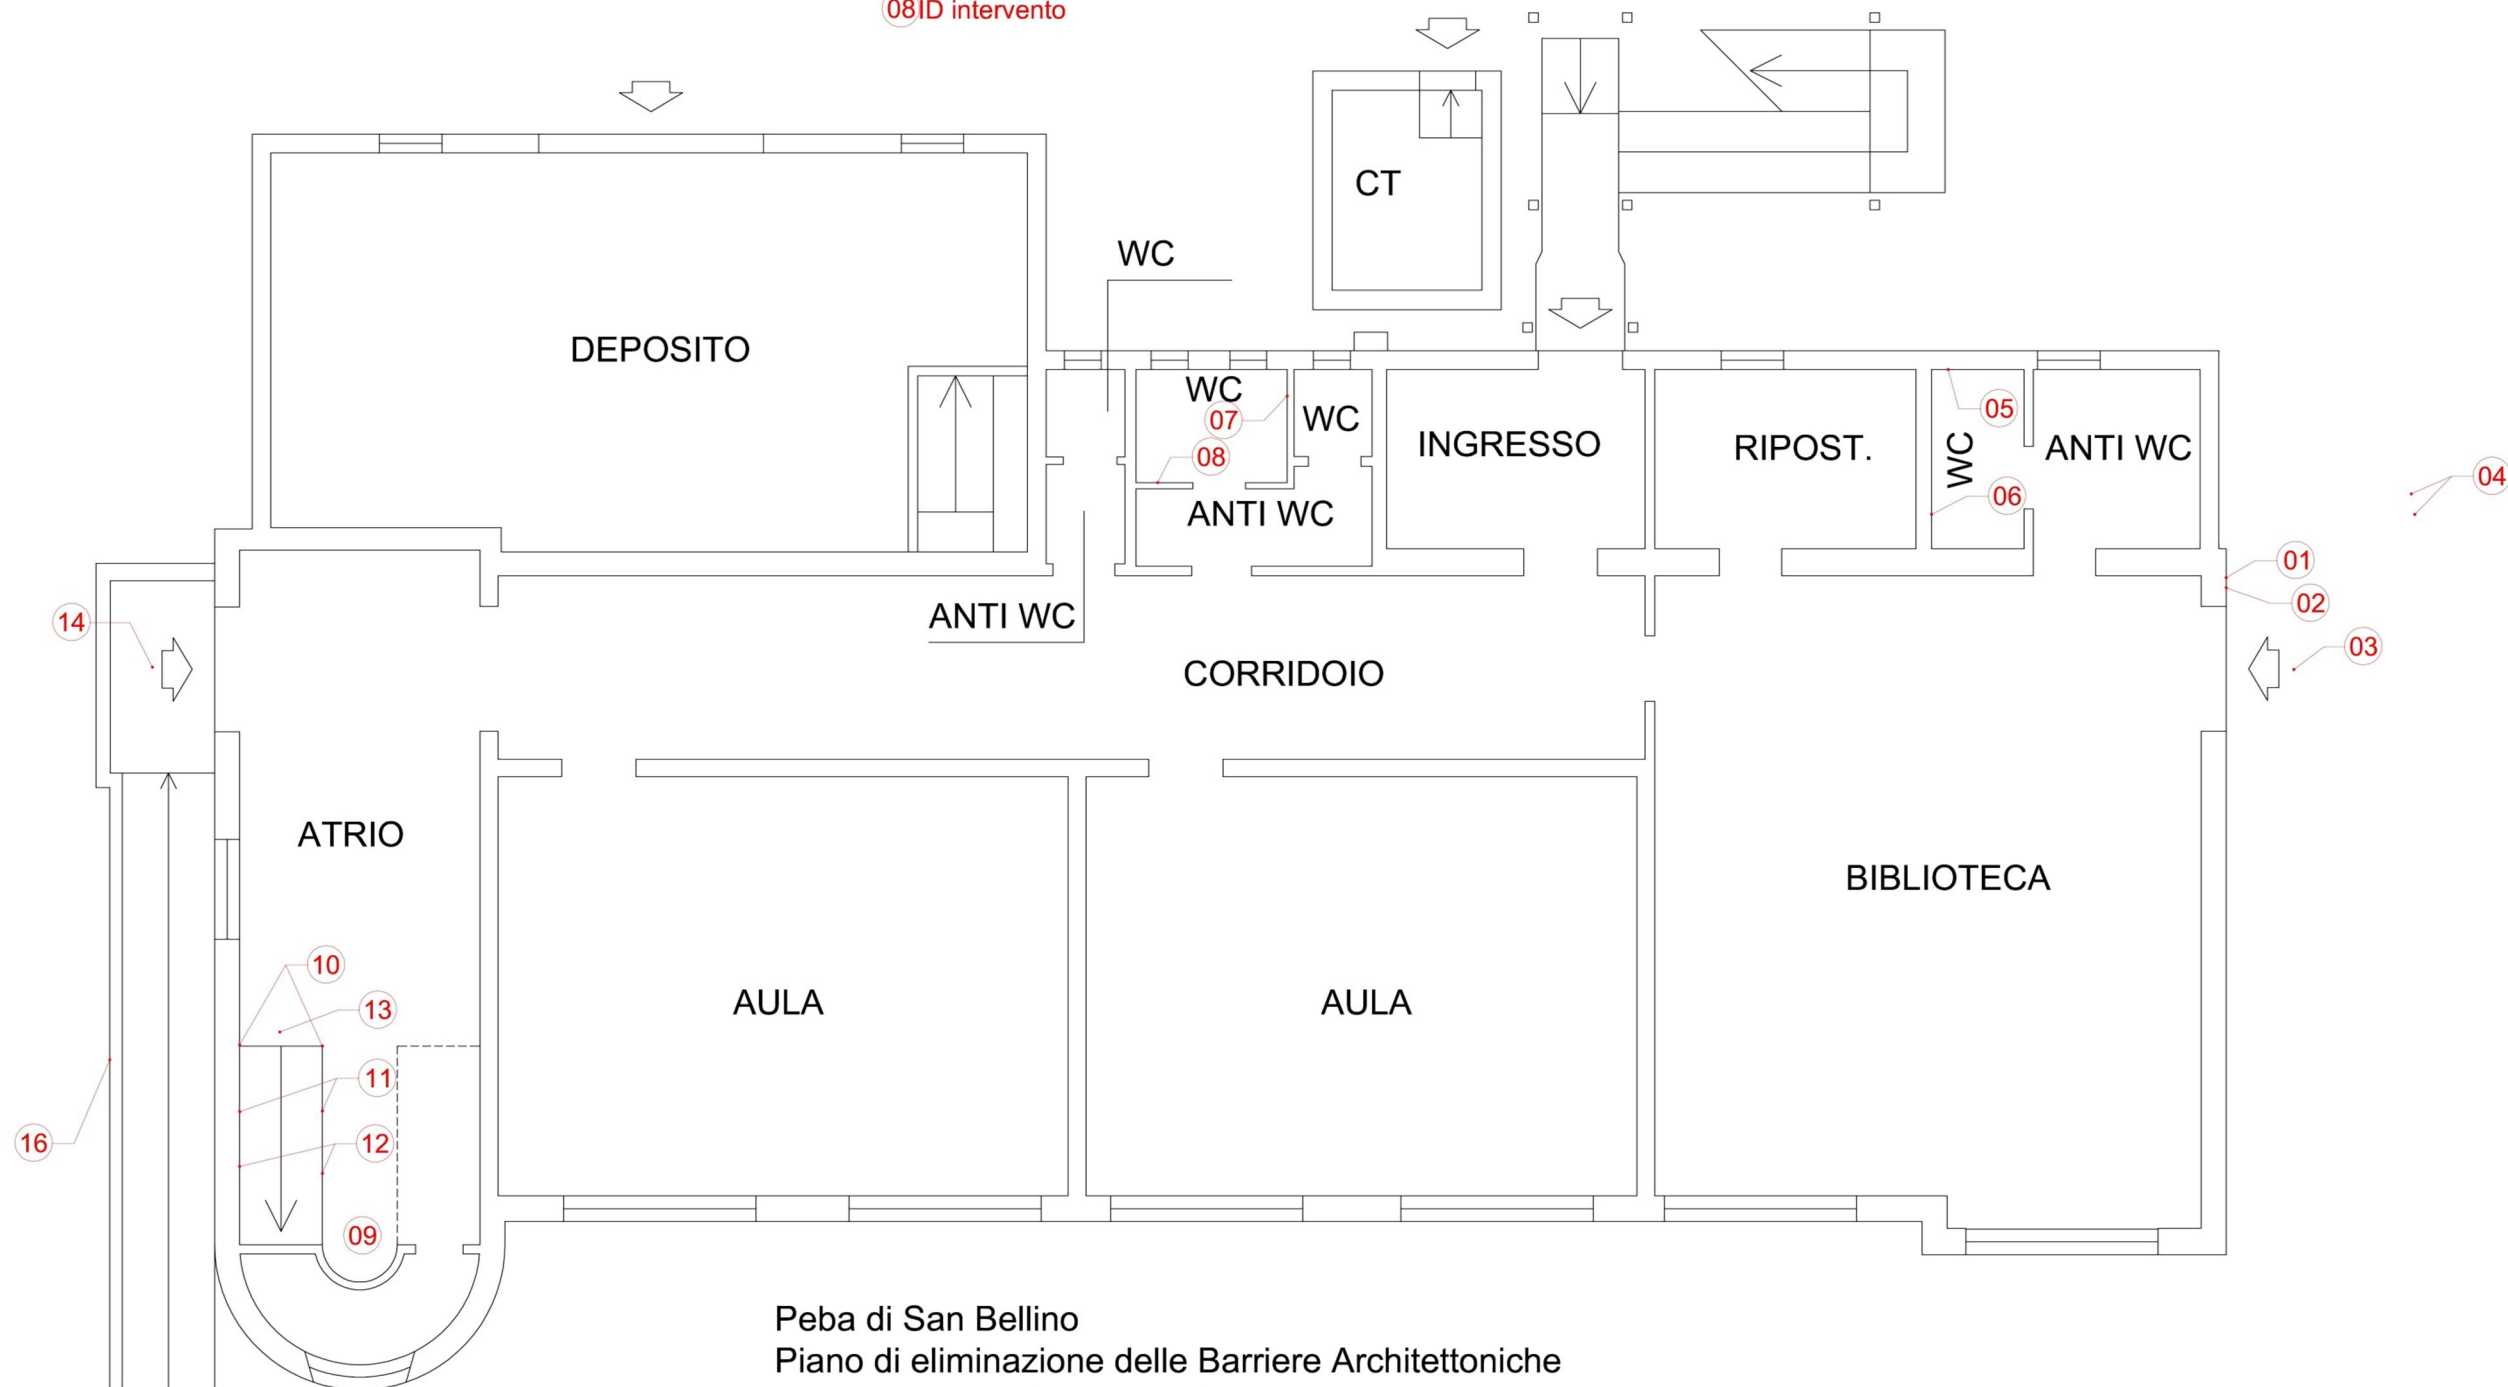 08 ID intervento
CT
WC
DEPOSITO
WC
07
WC
08
INGRESSO
RIPOST.
WC
05
06
ANTI WC
04
ANTI WC
01
02
14
ANTI WC
CORRIDOIO
03
ATRIO
BIBLIOTECA
10
13
AULA
AULA
11
12
16
09
Peba di San Bellino
Piano di eliminazione delle Barriere Architettoniche